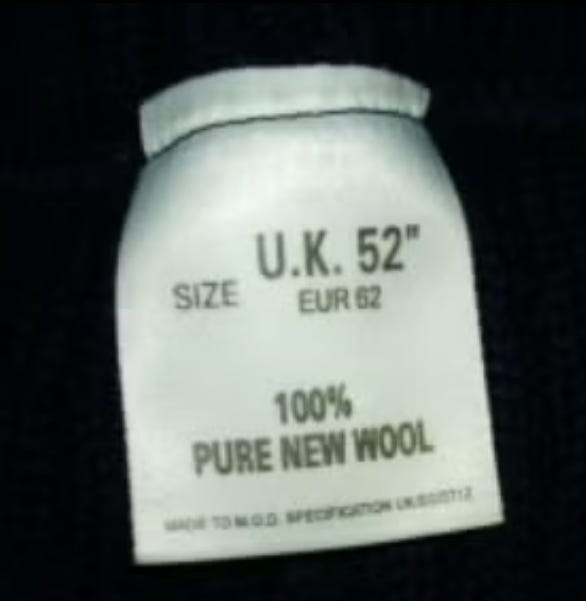 U.K. 52"
SIZE EUR 62
100%
PURE NEW WOOL
MADE TO M.O.D. SPECIFICATION